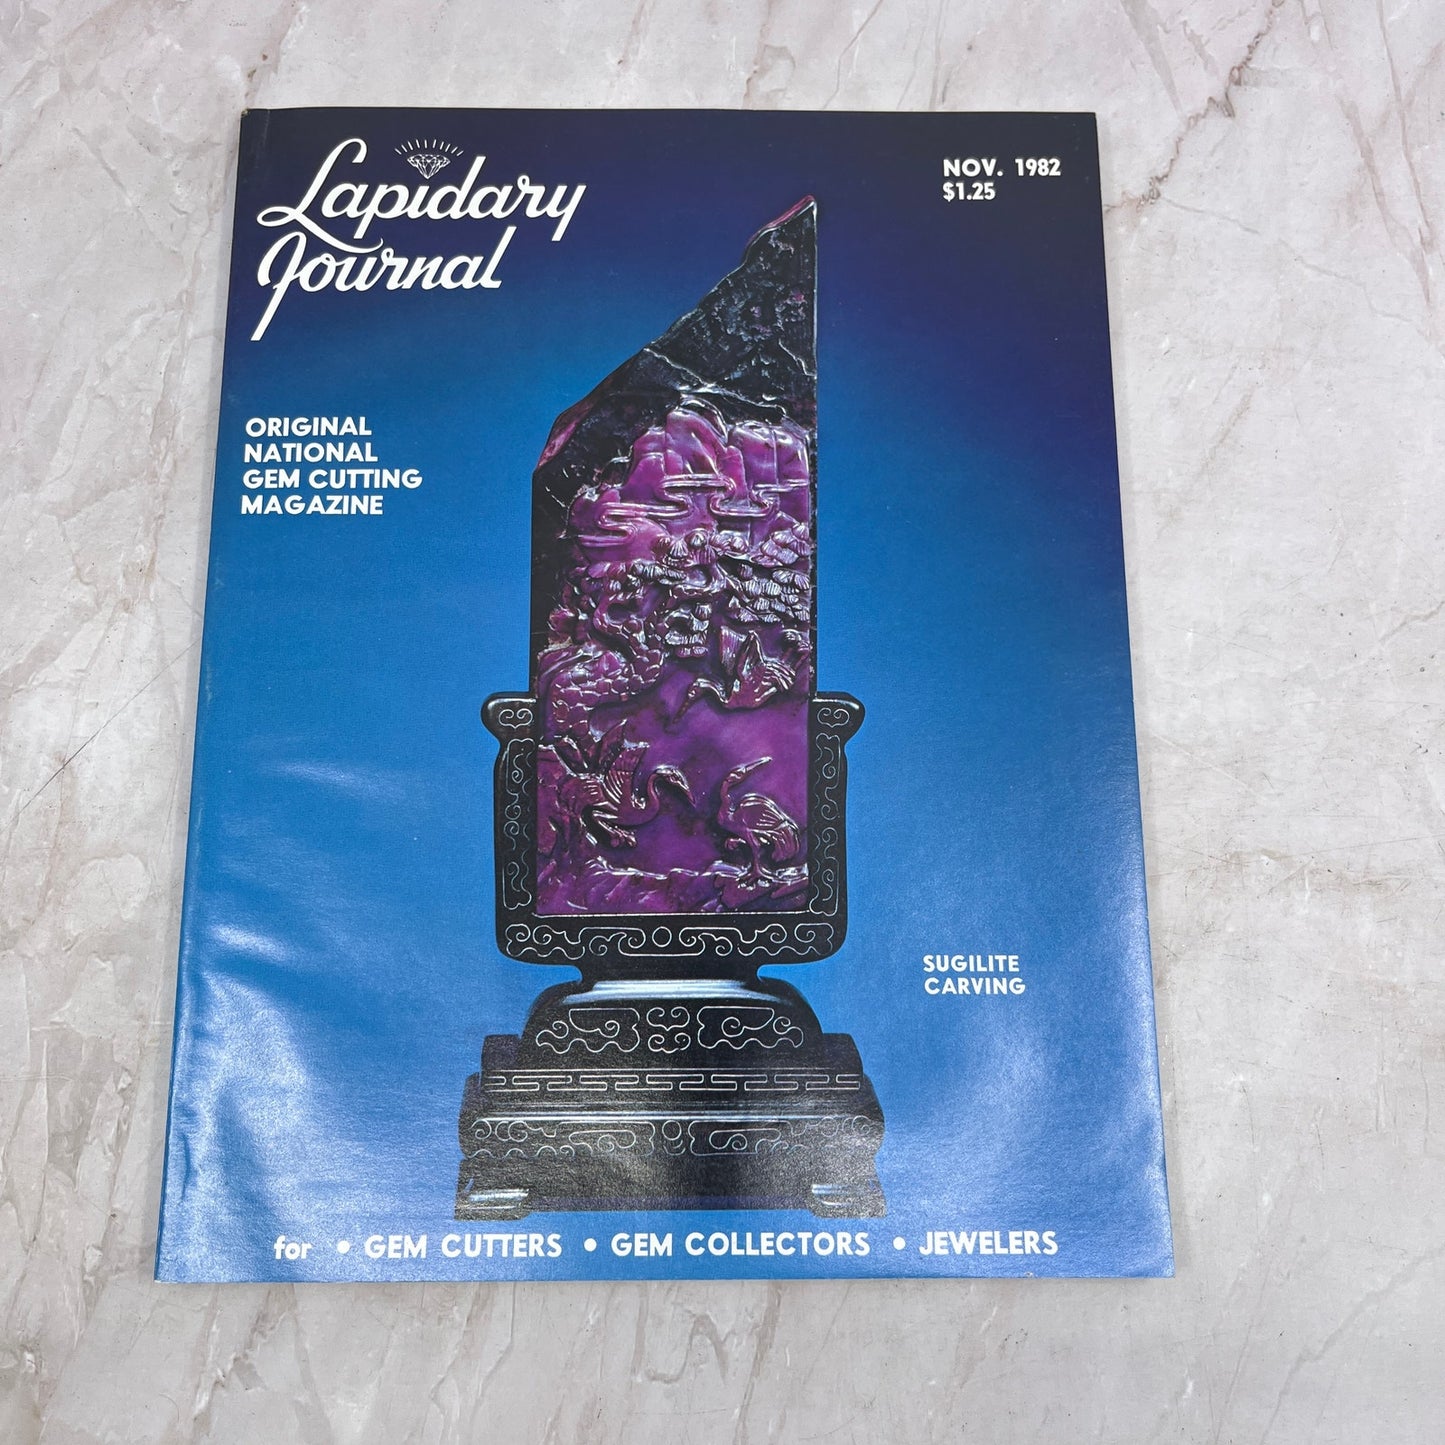 Lapidary
Journal
NOV. 1982
$1.25
ORIGINAL
NATIONAL
GEM CUTTING
MAGAZINE
SUGILITE
CARVING
for • GEM CUTTERS • GEM COLLECTORS • JEWELERS